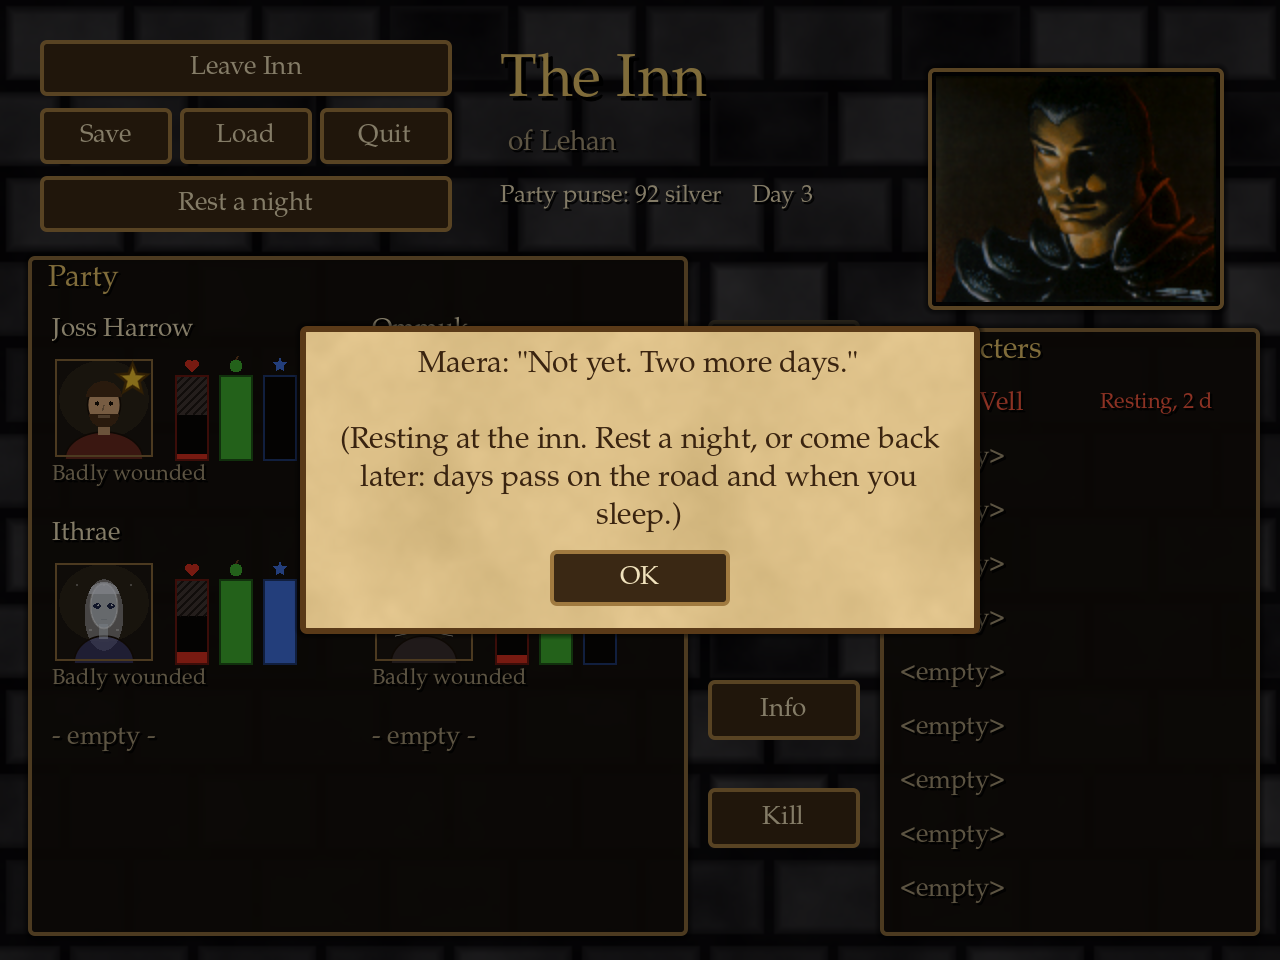 Leave Inn
Save
Load
Quit
Rest a night
The Inn
of Lehan
Party purse: 92 silver
Day 3
Party
Joss Harrow
Badly wounded
Ithrae
Badly wounded
Badly wounded
- empty -
- empty -
Maera: "Not yet. Two more days."
(Resting at the inn. Rest a night, or come back
later: days pass on the road and when you
sleep.)
OK
Info
Kill
cters
Vell
Resting, 2 d
y>
y>
y>
y>
<empty>
<empty>
<empty>
<empty>
<empty>